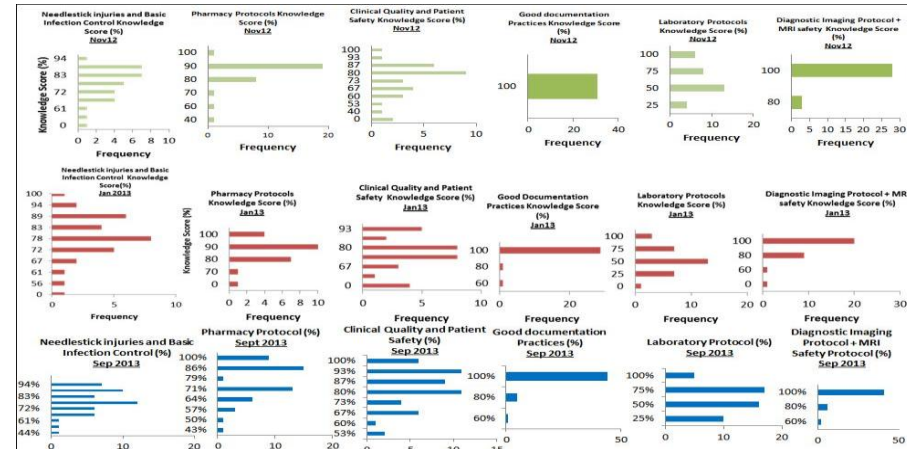 Needlestick injuries and Basic
Infection Control Knowledge
Score (%)
Nov12
Knowledge Score (%)
94
83
72
61
0
0 2 4 6 8
Frequency
Pharmacy Protocols Knowledge
Score (%)
Nov12
100
90
80
70
60
40
0 10 20
Frequency
Clinical Quality and Patient
Safety Knowledge Score (%)
Nov12
100
93
87
80
73
67
60
53
40
0
0 5 10
Frequency
Good documentation
Practices Knowledge Score (%)
Nov12
100
0 20 40
Frequency
Laboratory Protocols
Knowledge Score (%)
Nov12
100
75
50
25
0 10 20
Frequency
Diagnostic Imaging Protocol +
MRI safety Knowledge Score
(%)
Nov12
100
80
0 4 8 12 16 20 24 28
Frequency
Needlestick injuries and Basic
Infection Control Knowledge
Score(%)
Jan 2013
100
94
89
83
78
72
67
61
56
0
0 5 10
Frequency
Pharmacy Protocols
Knowledge Score (%)
Jan13
Knowledge Score (%)
100
90
80
70
0
0 2 4 6 8 10
Frequency
Clinical Quality and Patient
Safety Knowledge Score (%)
Jan13
93
80
67
0
0 5 10
Frequency
Good Documentation
Practices Knowledge Score
(%)
Jan13
100
80
60
0 20
Frequency
Laboratory Protocols
Knowledge Score (%)
Jan13
100
75
50
25
0
0 5 10 15 20
Frequency
Diagnostic Imaging Protocol + MR
safety Knowledge Score (%)
Jan13
100
80
60
0
0 10 20 30
Frequency
Needlestick injuries and Basic
Infection Control (%)
Sep 2013
94%
83%
72%
61%
44%
0 10 20
Pharmacy Protocol (%)
Sept 2013
100%
86%
79%
71%
64%
57%
50%
43%
0 10 20
Clinical Quality and Patient
Safety (%)
Sep 2013
100%
93%
87%
80%
73%
67%
60%
53%
0 5 10 15
Good documentation
Practices (%)
Sep 2013
100%
80%
60%
0 50
Laboratory Protocol (%)
Sep 2013
100%
75%
50%
25%
0 10 20
Diagnostic Imaging
Protocol + MRI
Safety Protocol (%)
Sep 2013
100%
80%
60%
0 50